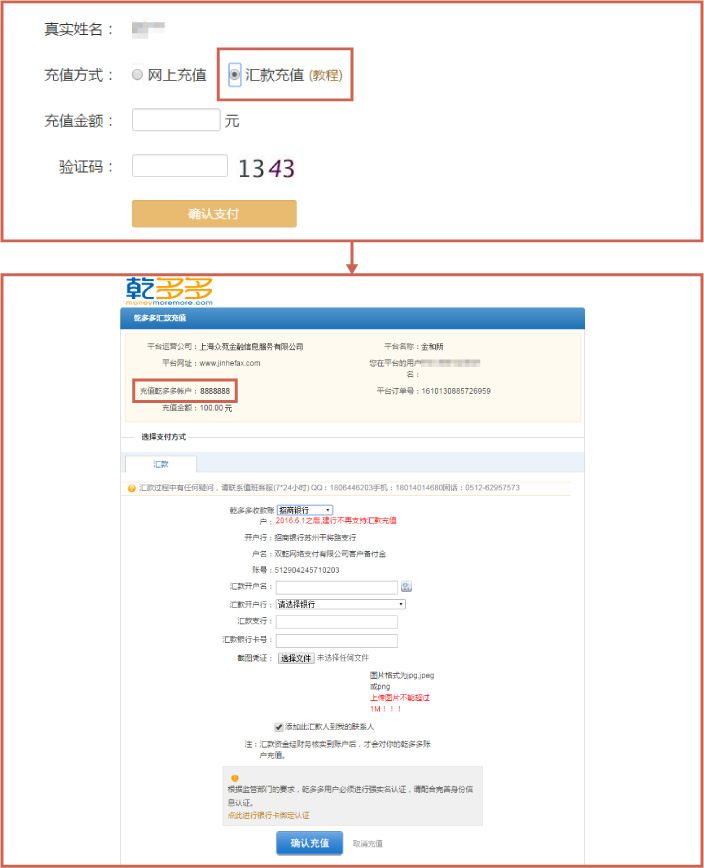 真实姓名：
充值方式： 网上充值 汇款充值 (教程)
充值金额： 元
验证码： 1343
确认支付
乾多多
moneymoremore.com
乾多多汇款充值
平台运营公司：上海众苑金融信息服务有限公司 平台名称：金和所
平台网址：www.jinhefax.com 您在平台的用户
名：
充值乾多多帐户：8888888 平台订单号：1610130885726959
充值金额：100.00 元
选择支付方式
汇款
汇款过程中有任何疑问，请联系值班客服(7*24小时) QQ：1806446203手机：18014014680固话：0512-62957573
乾多多收款账 招商银行
户： 2016.6.1之后,建行不再支持汇款充值
开户行：招商银行苏州干将路支行
户名：双乾网络支付有限公司客户备付金
账号：512904245710203
汇款开户名：
汇款开户行： 请选择银行
汇款支行：
汇款银行卡号：
截图凭证： 选择文件 未选择任何文件
图片格式为jpg,jpeg
或png
上传图片不能超过
1M！！！
添加此汇款人到我的联系人
注：汇款资金经财务核实到账户后，才会对你的乾多多账
户充值。
根据监管部门的要求，乾多多用户必须进行强实名认证，请配合完善身份信
息认证。
点此进行银行卡绑定认证
确认充值 取消充值